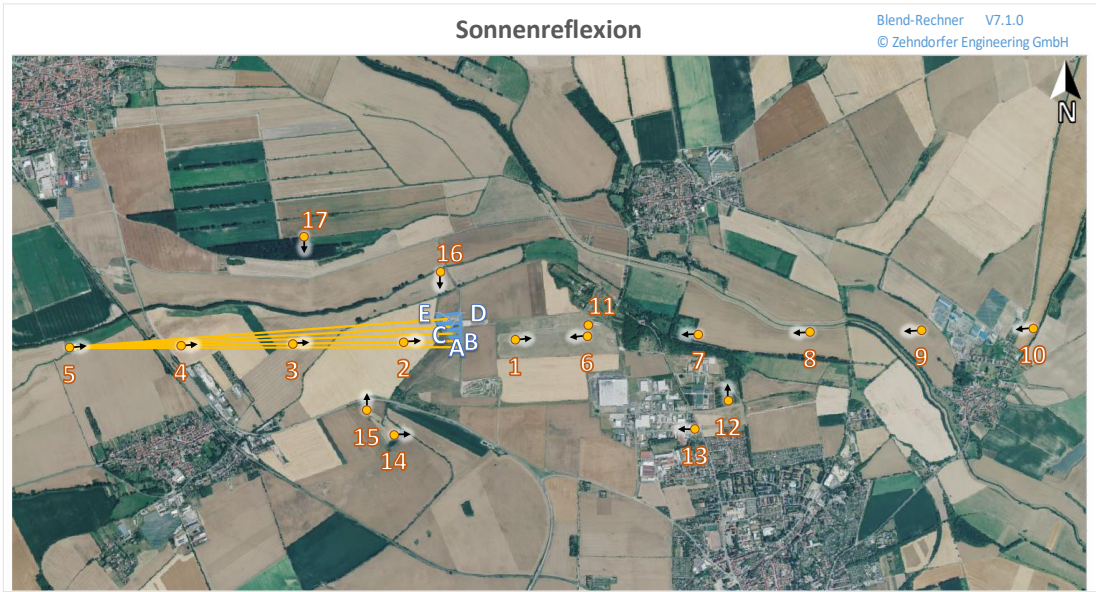 Sonnenreflexion
Blend-Rechner V7.1.0
© Zehndorfer Engineering GmbH
N
17
16
E D
11
C B
A
5 4 3 2 1 6 7 8 9 10
12
15
14
13